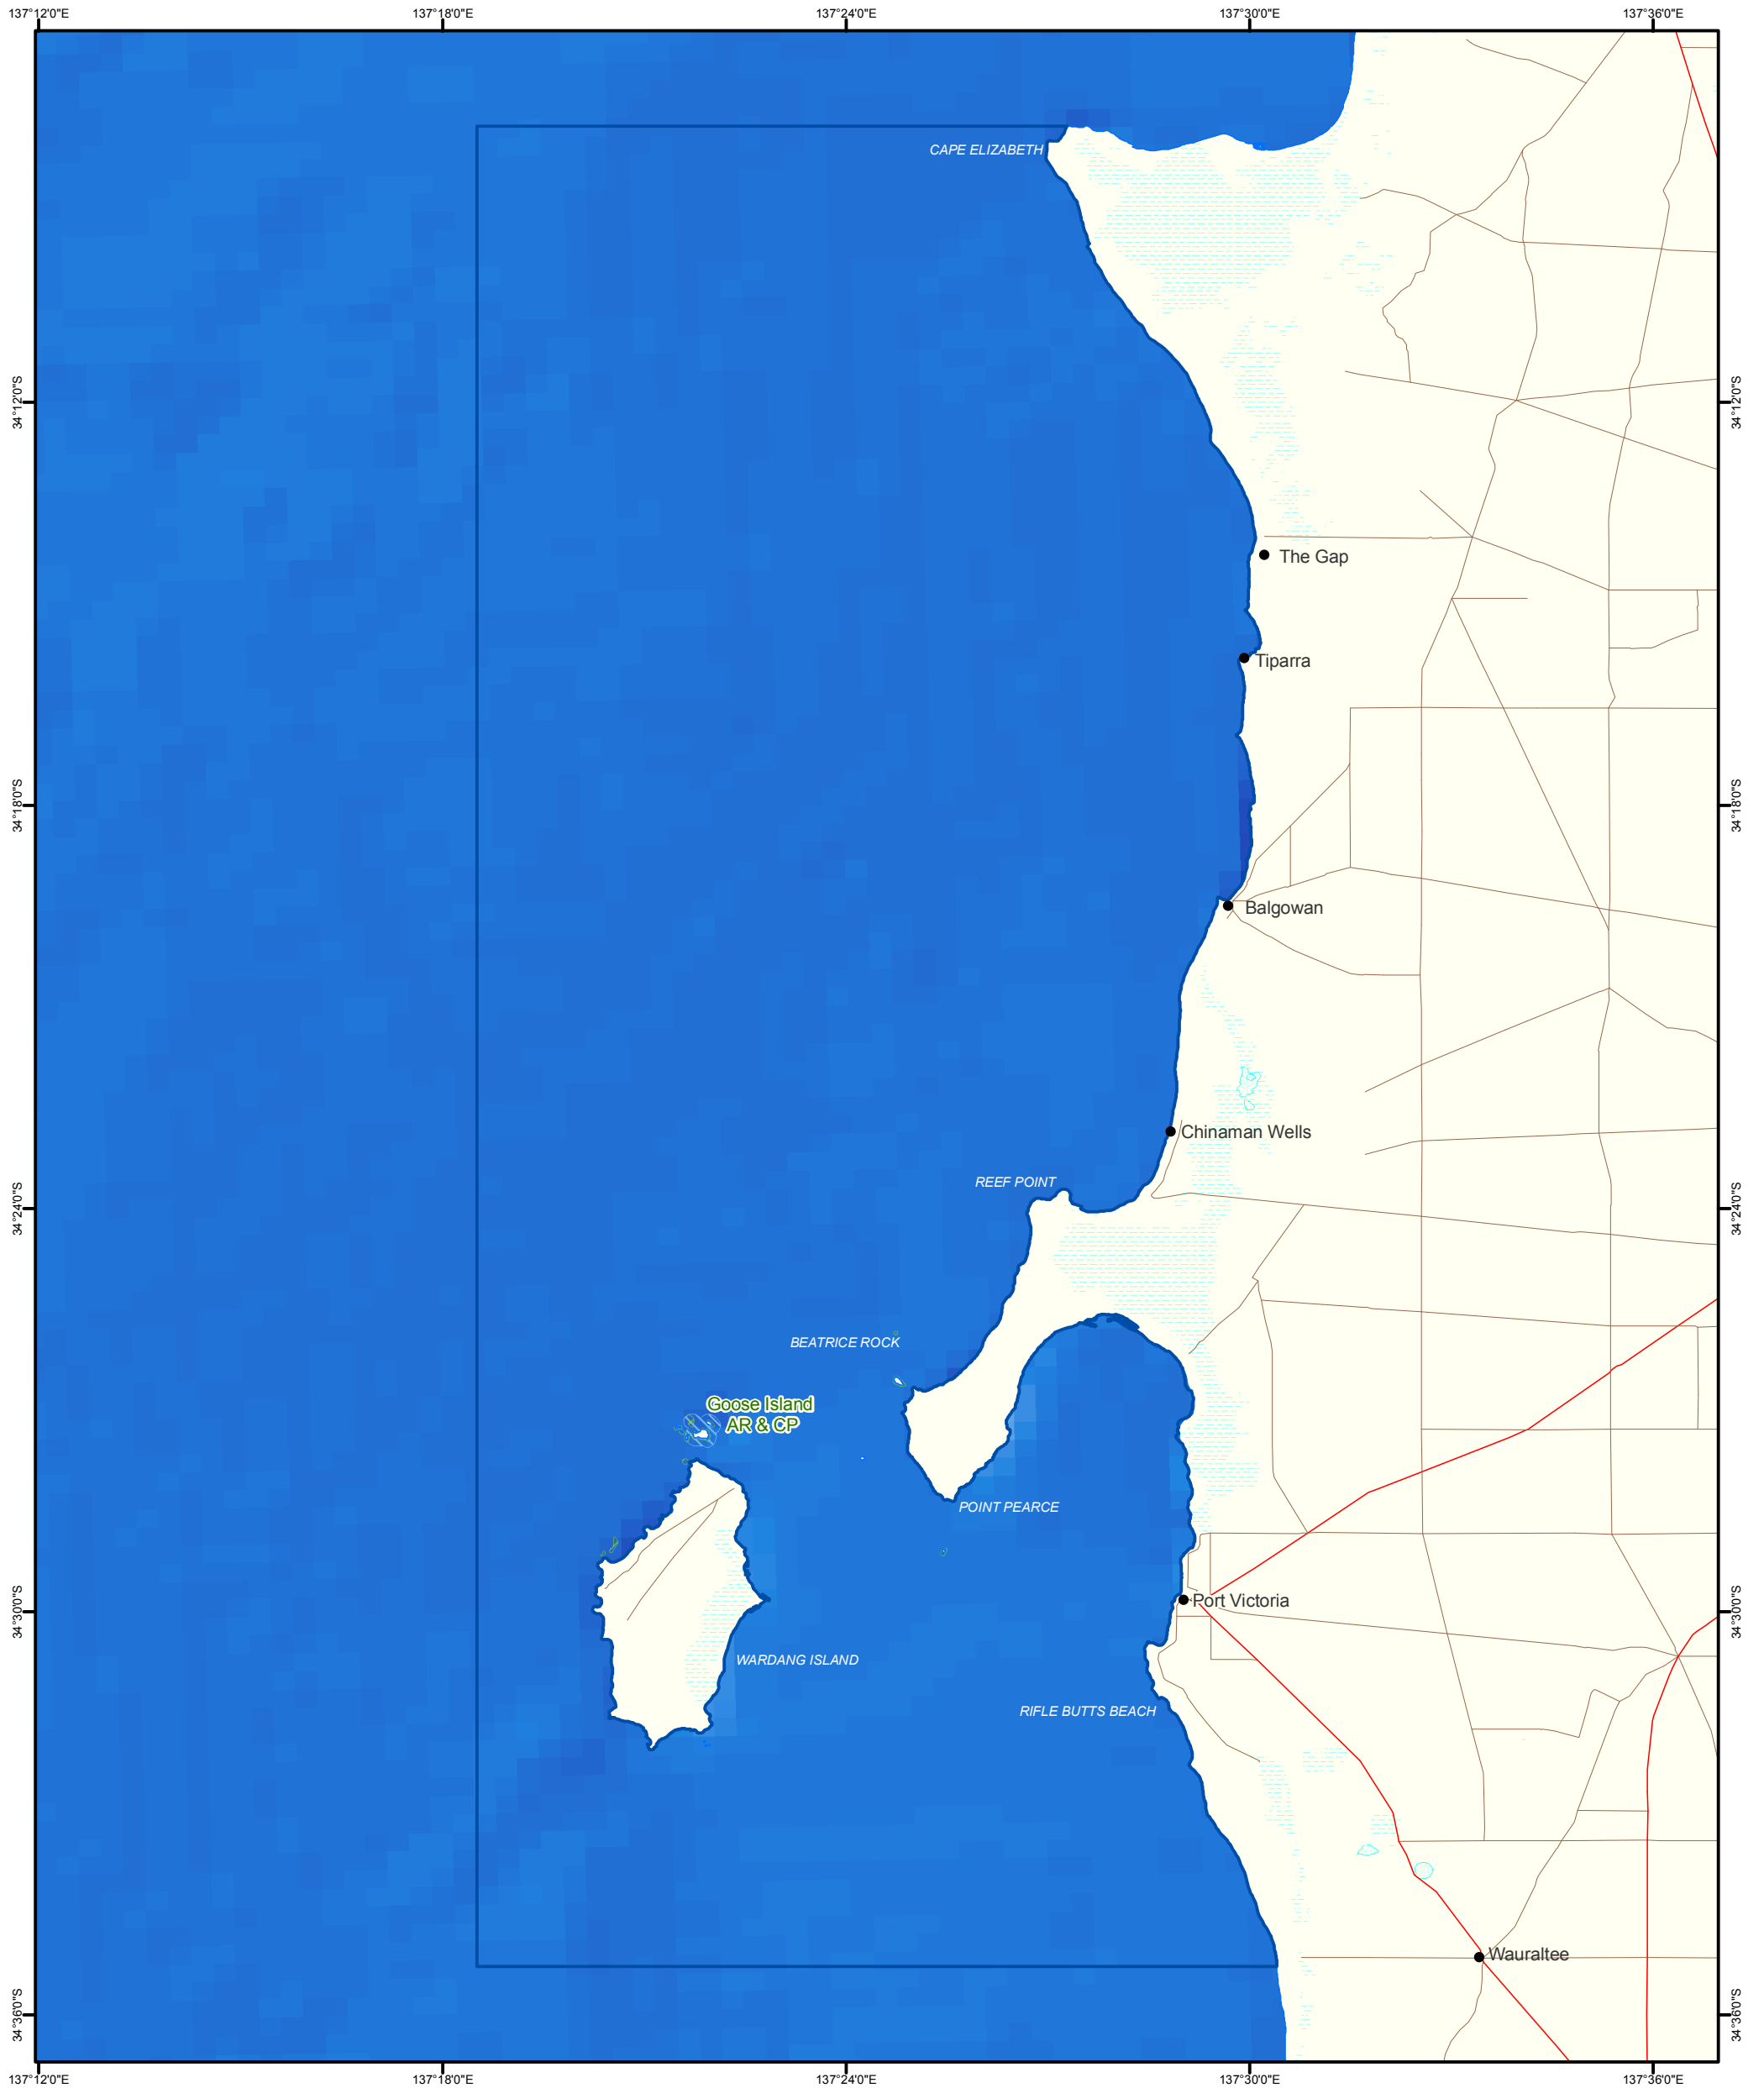 137°12'0"E
137°18'0"E
137°24'0"E
137°30'0"E
137°36'0"E
CAPE ELIZABETH
34°12'0"S
34°12'0"S
The Gap
Tiparra
34°18'0"S
34°18'0"S
Balgowan
Chinaman Wells
REEF POINT
34°24'0"S
34°24'0"S
BEATRICE ROCK
Goose Island
AR & CP
POINT PEARCE
Port Victoria
34°30'0"S
34°30'0"S
WARDANG ISLAND
RIFLE BUTTS BEACH
Wauraltee
34°36'0"S
34°36'0"S
137°12'0"E
137°18'0"E
137°24'0"E
137°30'0"E
137°36'0"E